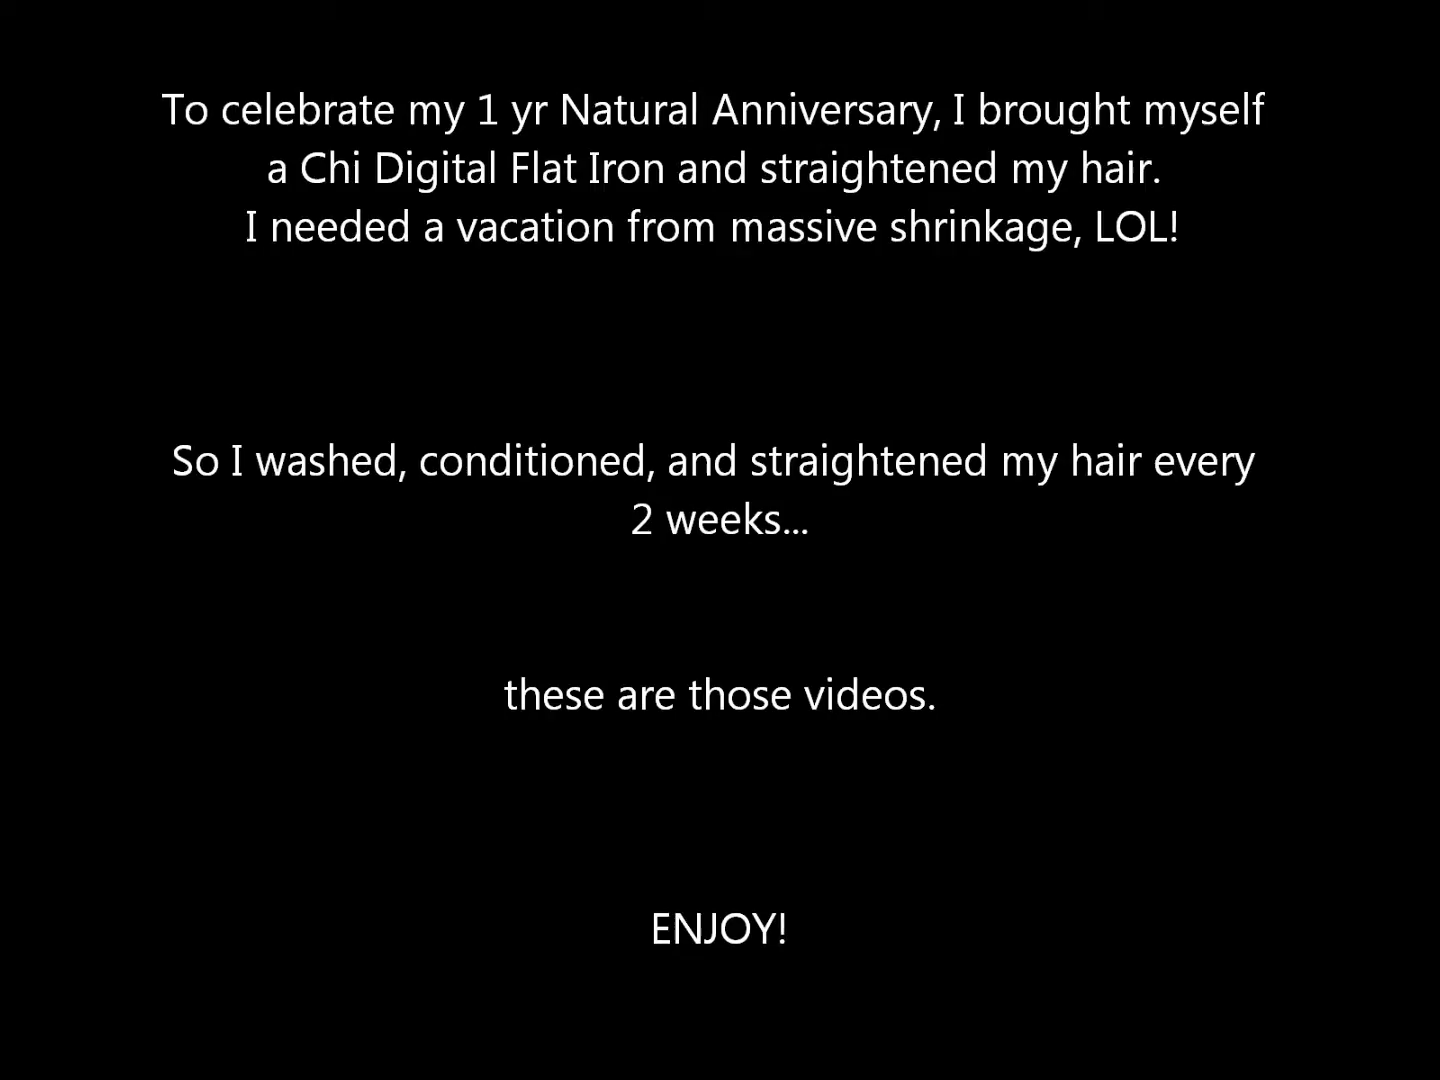 To celebrate my 1 yr Natural Anniversary, I brought myself
a Chi Digital Flat Iron and straightened my hair.
I needed a vacation from massive shrinkage, LOL!
So I washed, conditioned, and straightened my hair every
2 weeks...
these are those videos.
ENJOY!